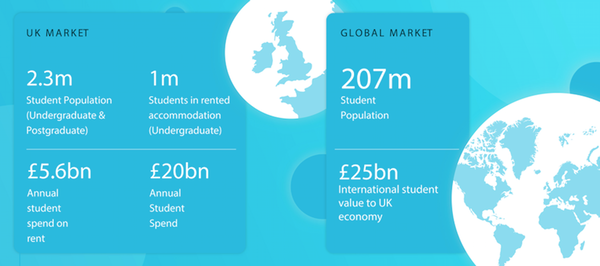 UK MARKET
2.3m
Student Population
(Undergraduate &
Postgraduate)
1m
Students in rented
accommodation
(Undergraduate)
£5.6bn
Annual
student
spend on
rent
£20bn
Annual
Student
Spend
GLOBAL MARKET
207m
Student
Population
£25bn
International student
value to UK
economy